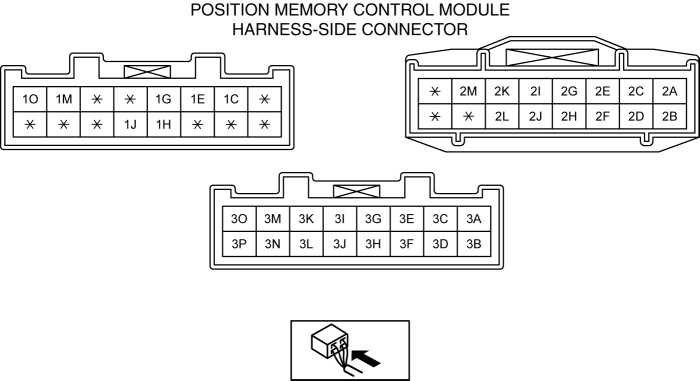 POSITION MEMORY CONTROL MODULE
HARNESS-SIDE CONNECTOR
1O 1M * * 1G 1E 1C *
* * * 1J 1H * * *
* 2M 2K 2I 2G 2E 2C 2A
* * 2L 2J 2H 2F 2D 2B
3O 3M 3K 3I 3G 3E 3C 3A
3P 3N 3L 3J 3H 3F 3D 3B